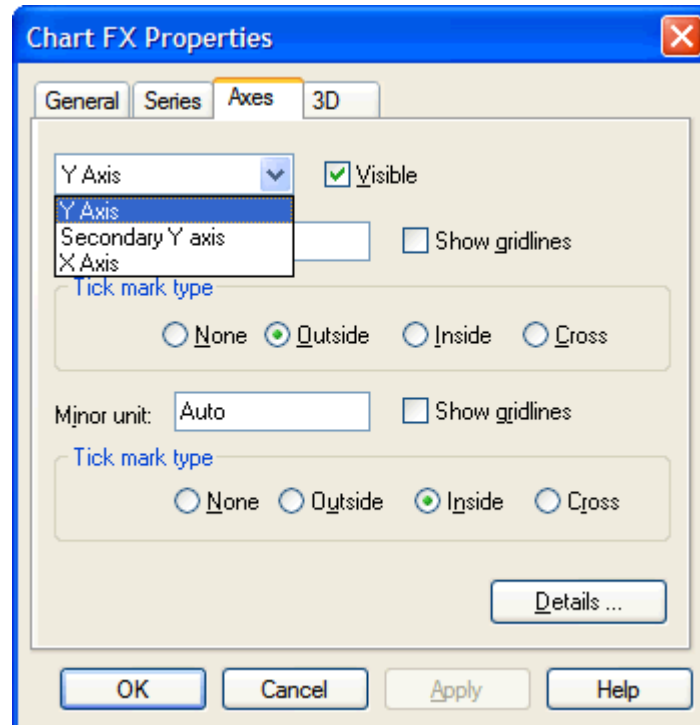 Chart FX Properties
General Series Axes 3D
Y Axis Visible
Y Axis
Secondary Y axis Show gridlines
X Axis
Tick mark type
None Outside Inside Cross
Minor unit: Auto Show gridlines
Tick mark type
None Outside Inside Cross
Details ...
OK Cancel Apply Help